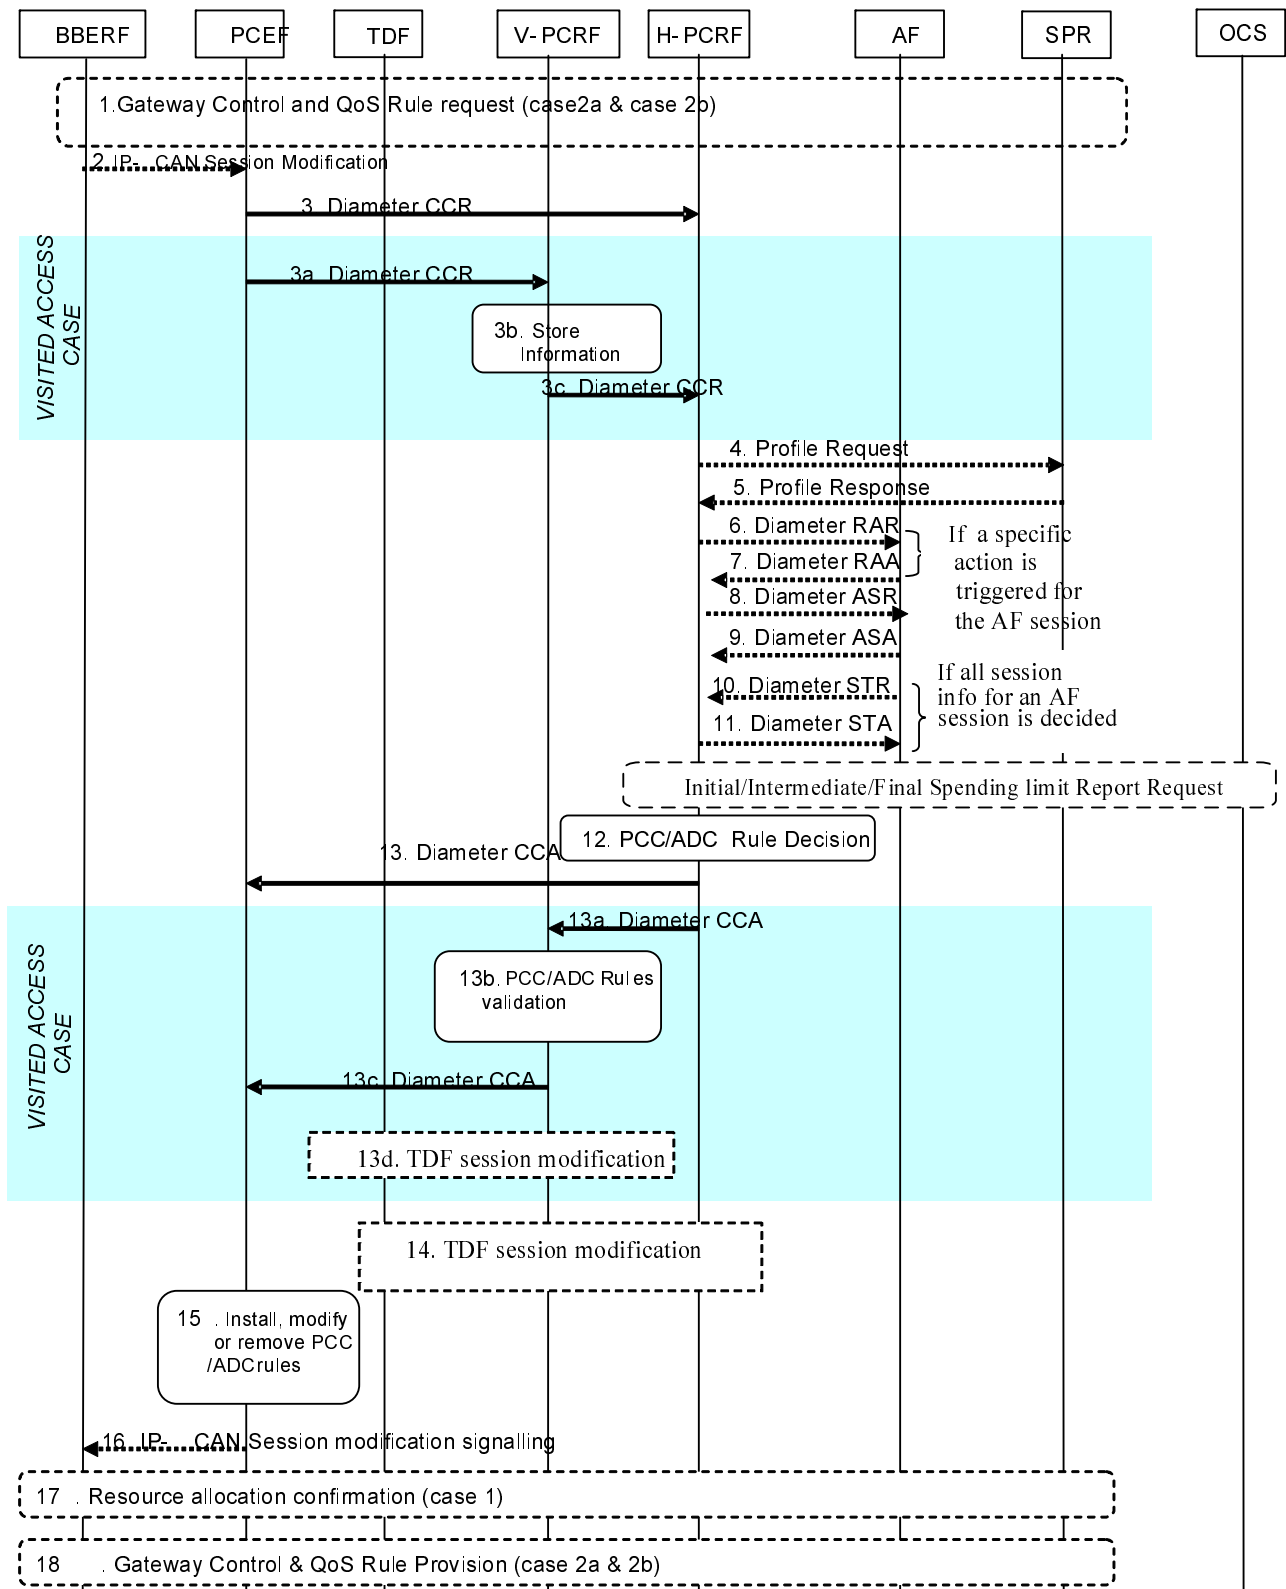 BBERF
PCEF
TDF
V- PCRF
H- PCRF
AF
SPR
OCS
1.Gateway Control and QoS Rule request (case2a & case 2b)
2. IP- CAN Session Modification
3. Diameter CCR
VISITED ACCESS
CASE
3a. Diameter CCR
3b. Store
Information
3c. Diameter CCR
4. Profile Request
5. Profile Response
6. Diameter RAR
7. Diameter RAA
If a specific
action is
triggered for
the AF session
8. Diameter ASR
9. Diameter ASA
10. Diameter STR
11. Diameter STA
If all session
info for an AF
session is decided
Initial/Intermediate/Final Spending limit Report Request
12. PCC/ADC Rule Decision
13. Diameter CCA
VISITED ACCESS
CASE
13a. Diameter CCA
13b. PCC/ADC Rules
validation
13c. Diameter CCA
13d. TDF session modification
14. TDF session modification
15 . Install, modify
or remove PCC
/ADCrules
16. IP- CAN Session modification signalling
17 . Resource allocation confirmation (case 1)
18 . Gateway Control & QoS Rule Provision (case 2a & 2b)